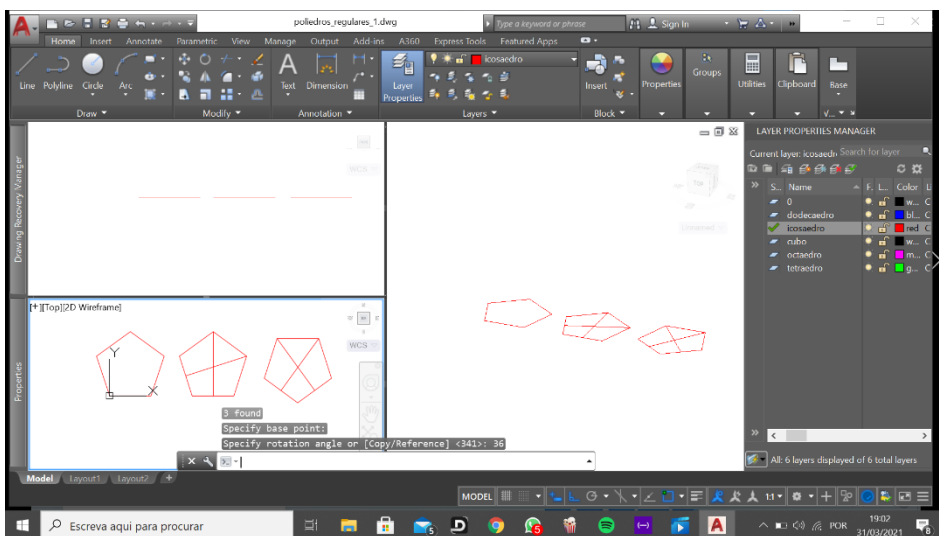 A
poliedros_regulares_1.dwg
Type a keyword or phrase
Sign In
Home Insert Annotate Parametric View Manage Output Add-ins A360 Express Tools Featured Apps
icosaedro
Line Polyline Circle Arc
Text Dimension
Layer
Properties
Insert
Properties
Groups
Utilities
Clipboard
Base
Draw
Modify
Annotation
Layers
Block
Drawing Recovery Manager
WCS
Top
LAYER PROPERTIES MANAGER
Current layer: icosaedr
Search for layer
S... Name F. L... Color L
0 w... C
dodecaedro bl... C
icosaedro red C
cubo w... C
octaedro m... C
tetraedro g... C
[+][Top][2D Wireframe]
Y
X
WCS
Properties
3 found
Specify base point:
Specify rotation angle or [Copy/Reference] <341>: 36
All: 6 layers displayed of 6 total layers
Model Layout1 Layout2 +
MODEL
1:1
Escreva aqui para procurar
POR
19:02
31/03/2021